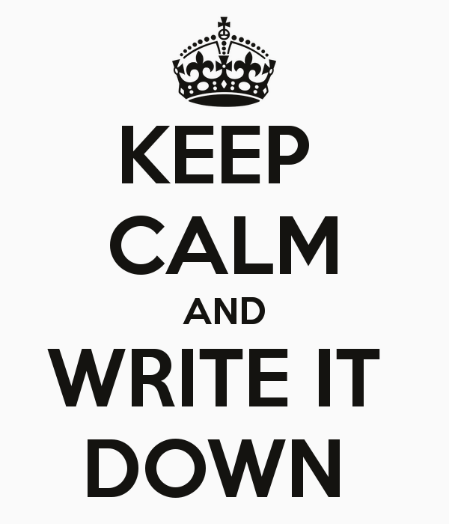 KEEP
CALM
AND
WRITE IT
DOWN